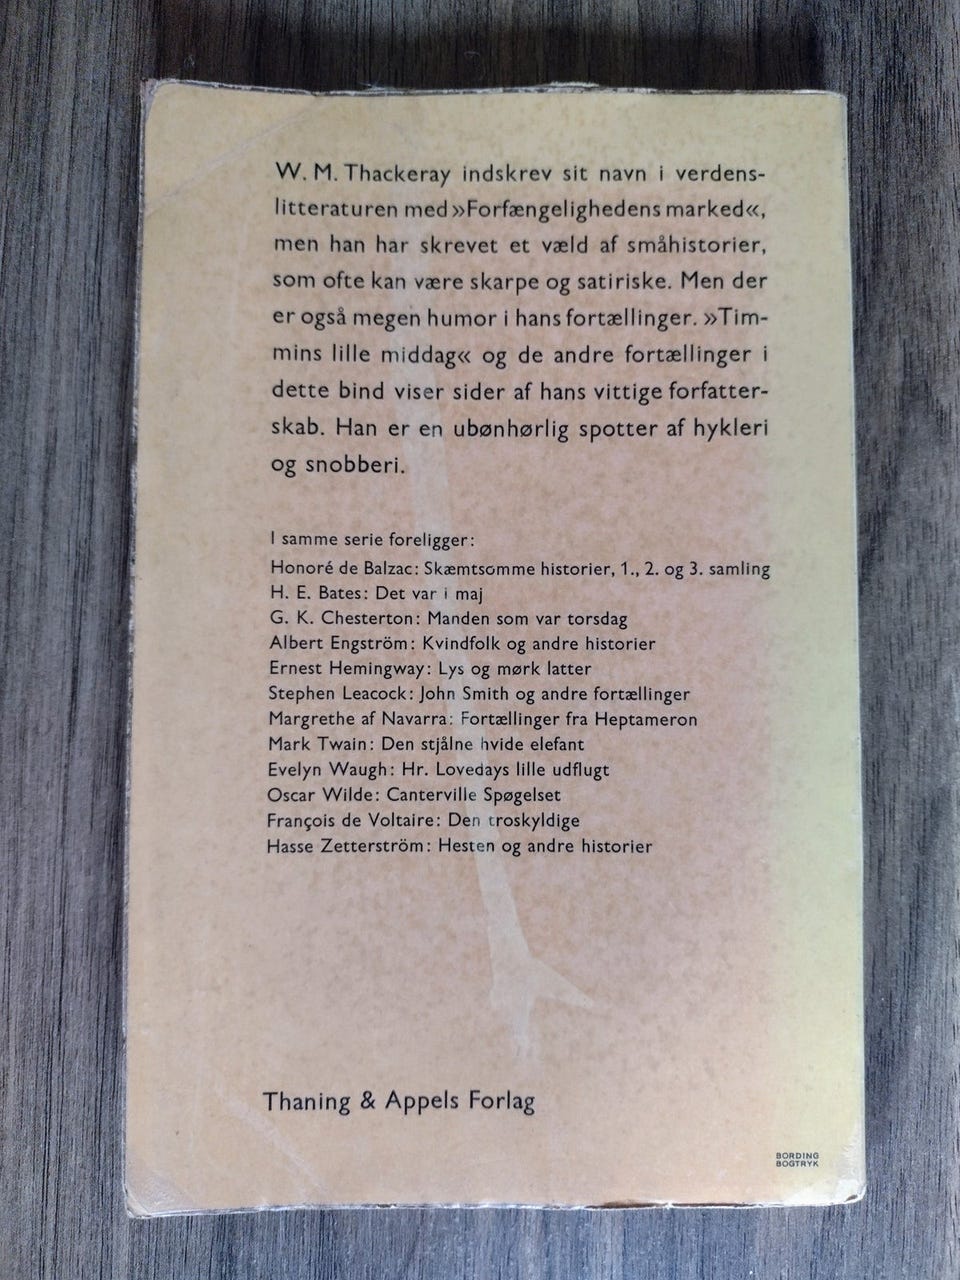 W. M. Thackeray indskrev sit navn i verdens-
litteraturen med »Forfængelighedens marked«,
men han har skrevet et væld af småhistorier,
som ofte kan være skarpe og satiriske. Men der
er også megen humor i hans fortællinger. »Tim-
mins lille middag« og de andre fortællinger i
dette bind viser sider af hans vittige forfatter-
skab. Han er en ubønhørlig spotter af hykleri
og snobberi.
I samme serie foreligger:
Honoré de Balzac: Skæmtsomme historier, 1., 2. og 3. samling
H. E. Bates: Det var i maj
G. K. Chesterton: Manden som var torsdag
Albert Engström: Kvindfolk og andre historier
Ernest Hemingway: Lys og mørk latter
Stephen Leacock: John Smith og andre fortællinger
Margrethe af Navarra: Fortællinger fra Heptameron
Mark Twain: Den stjålne hvide elefant
Evelyn Waugh: Hr. Lovedays lille udflugt
Oscar Wilde: Canterville Spøgelset
François de Voltaire: Den troskyldige
Hasse Zetterström: Hesten og andre historier
Thaning & Appels Forlag
BORDING
BOGTRYK